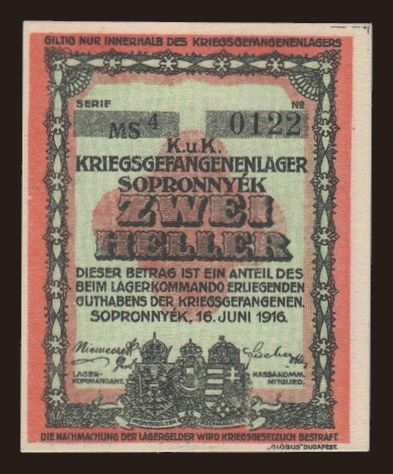 GILTIG NUR INNERHALB DES KRIEGSGEFANGENENLAGERS
SERIE No
MS 4 0122
K.u.K.
KRIEGSGEFANGENENLAGER
SOPRONNYÉK
ZWEI
HELLER
DIESER BETRAG IST EIN ANTEIL DES
BEIM LAGERKOMMANDO ERLIEGENDEN
GUTHABENS DER KRIEGSGEFANGENEN.
SOPRONNYÉK, 16. JUNI 1916.
LAGER- KASSAKOMM.
KOMMANDANT. MITGLIED.
DIE NACHMACHUNG DER LAGERGELDER WIRD KRIEGSGESETZLICH BESTRAFT.
„GLOBUS" BUDAPEST.